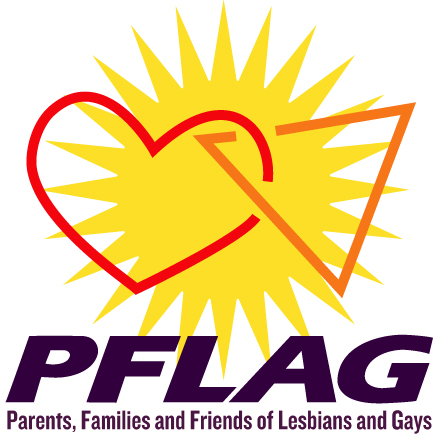 PFLAG
Parents, Families and Friends of Lesbians and Gays